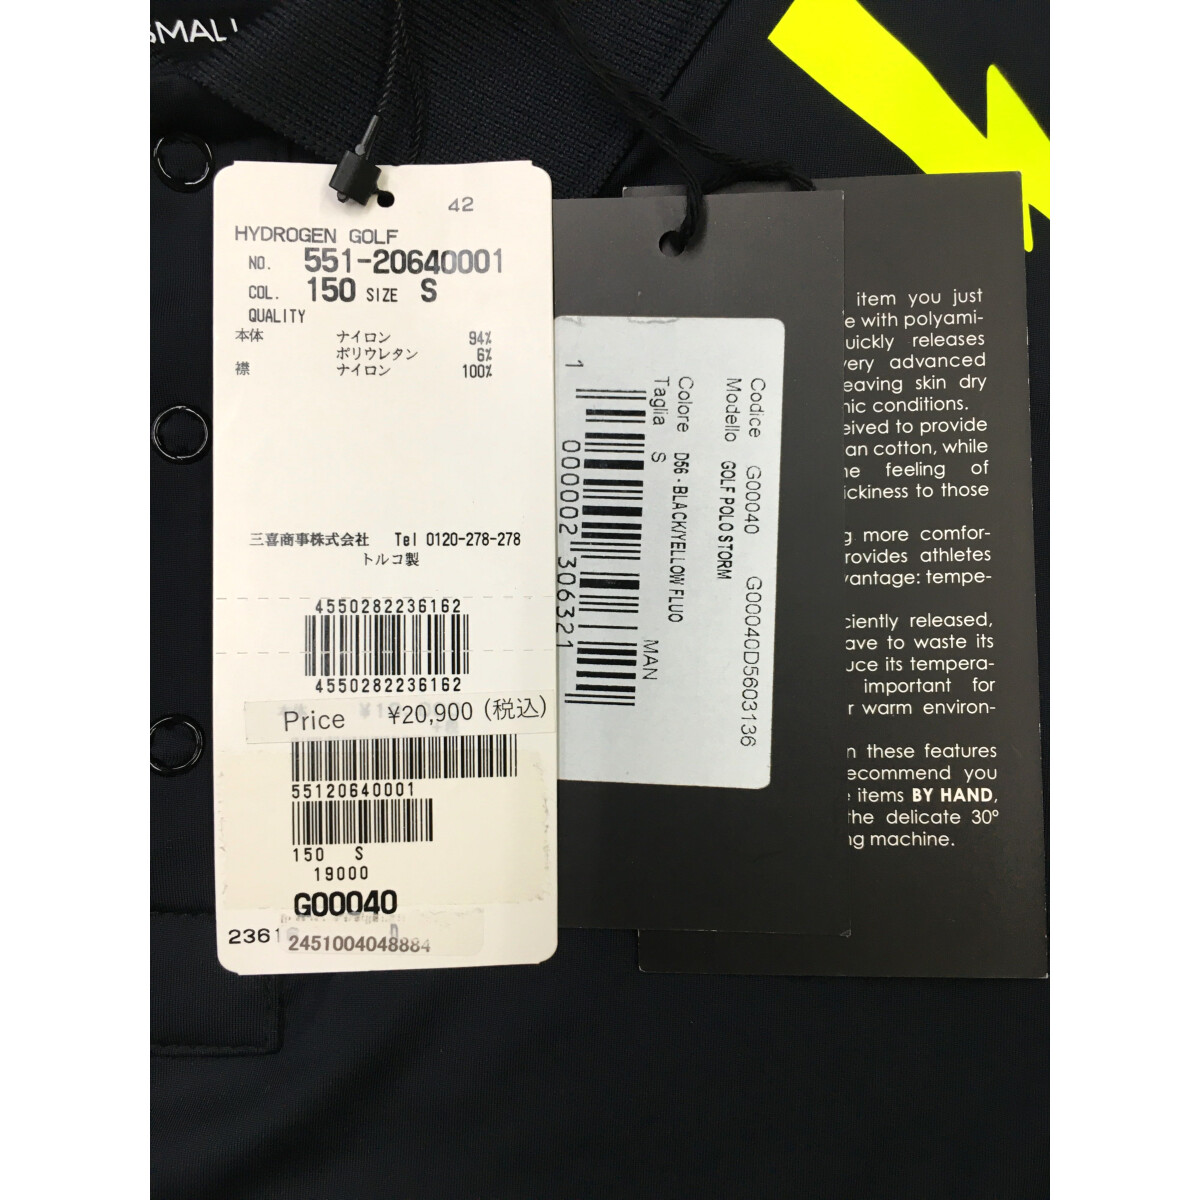 SMALL
42
HYDROGEN GOLF
NO. 551-20640001
COL. 150 SIZE S
QUALITY
本体 ナイロン 94%
ポリウレタン 6%
襟 ナイロン 100%
三喜商事株式会社 Tel 0120-278-278
トルコ製
4550282236162
4550282236162
Price ¥20,900 (税込)
55120640001
150 S
19000
G00040
2361
2451004048884
Codice G00040 G00040D5603136
Modello GOLF POLO STORM
Colore D56 - BLACK/YELLOW FLUO
Taglia S MAN
1 000002 306321
item you just
e with polyami-
uickly releases
very advanced
eaving skin dry
nic conditions.
eived to provide
an cotton, while
he feeling of
ickiness to those
g more comfor-
rovides athletes
vantage: tempe-
ciently released,
ave to waste its
uce its tempera-
important for
r warm environ-
n these features
ecommend you
items BY HAND,
the delicate 30°
ng machine.